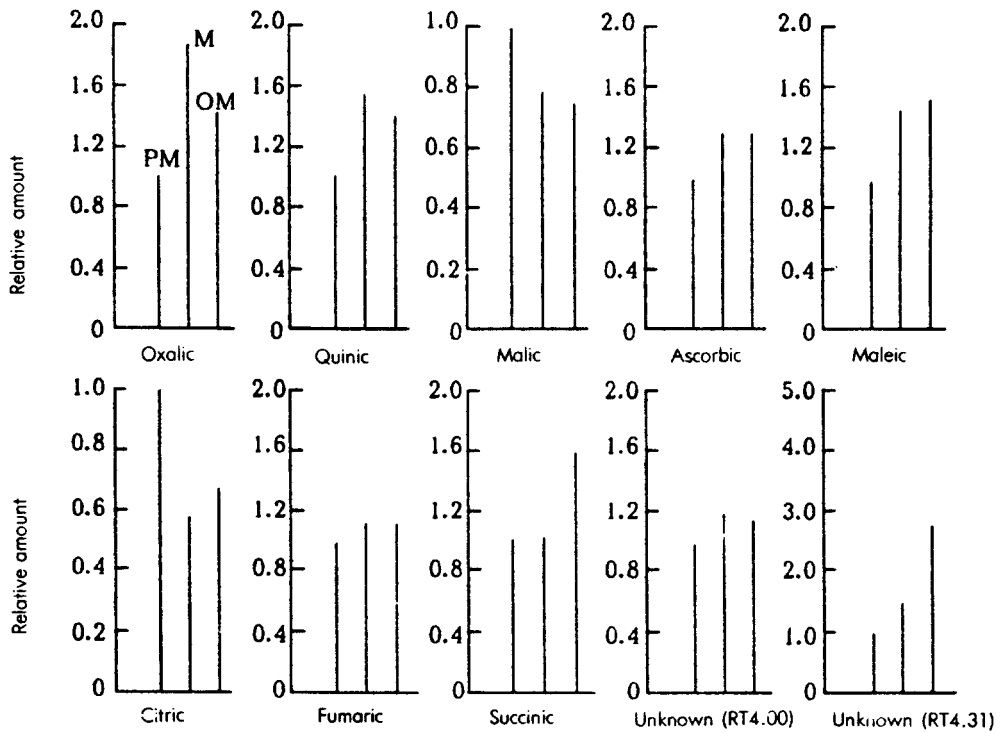 Relative amount
2.0 1.6 1.2 0.8 0.4 0
PM M OM
Oxalic
2.0 1.6 1.2 0.8 0.4 0
Quinic
1.0 0.8 0.6 0.4 0.2 0
Malic
2.0 1.6 1.2 0.8 0.4 0
Ascorbic
2.0 1.6 1.2 0.8 0.4 0
Maleic
Relative amount
1.0 0.8 0.6 0.4 0.2 0
Citric
2.0 1.6 1.2 0.8 0.4 0
Fumaric
2.0 1.6 1.2 0.8 0.4 0
Succinic
2.0 1.6 1.2 0.8 0.4 0
Unknown (RT4.00)
5.0 4.0 3.0 2.0 1.0 0
Unknown (RT4.31)